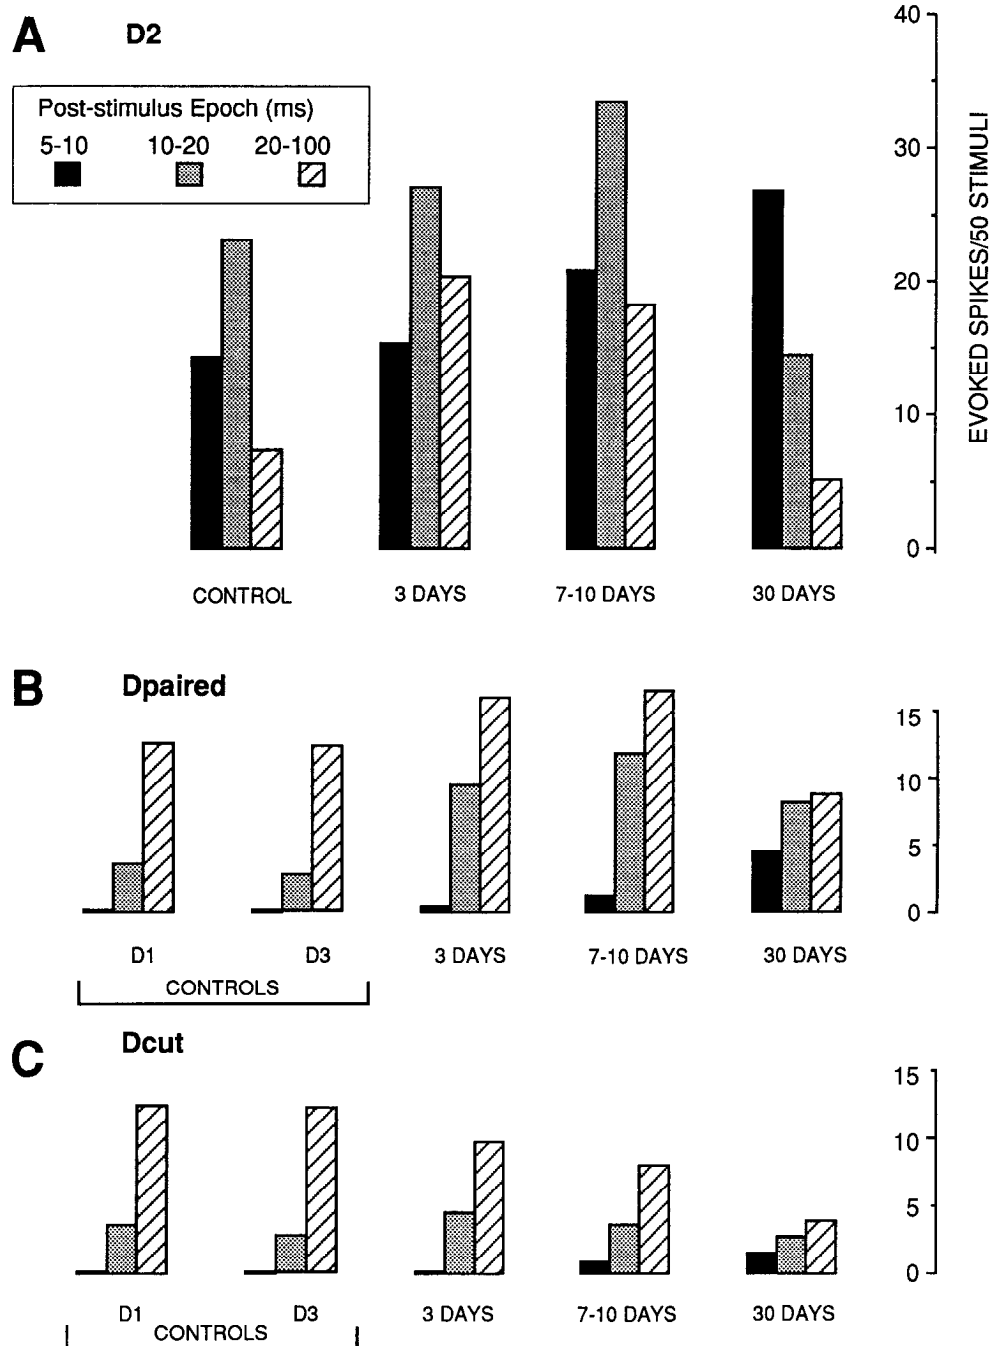 A D2
Post-stimulus Epoch (ms)
5-10 10-20 20-100
40
30
20
10
0
EVOKED SPIKES/50 STIMULI
CONTROL 3 DAYS 7-10 DAYS 30 DAYS
B Dpaired
15
10
5
0
D1 D3 3 DAYS 7-10 DAYS 30 DAYS
CONTROLS
C Dcut
15
10
5
0
D1 D3 3 DAYS 7-10 DAYS 30 DAYS
CONTROLS